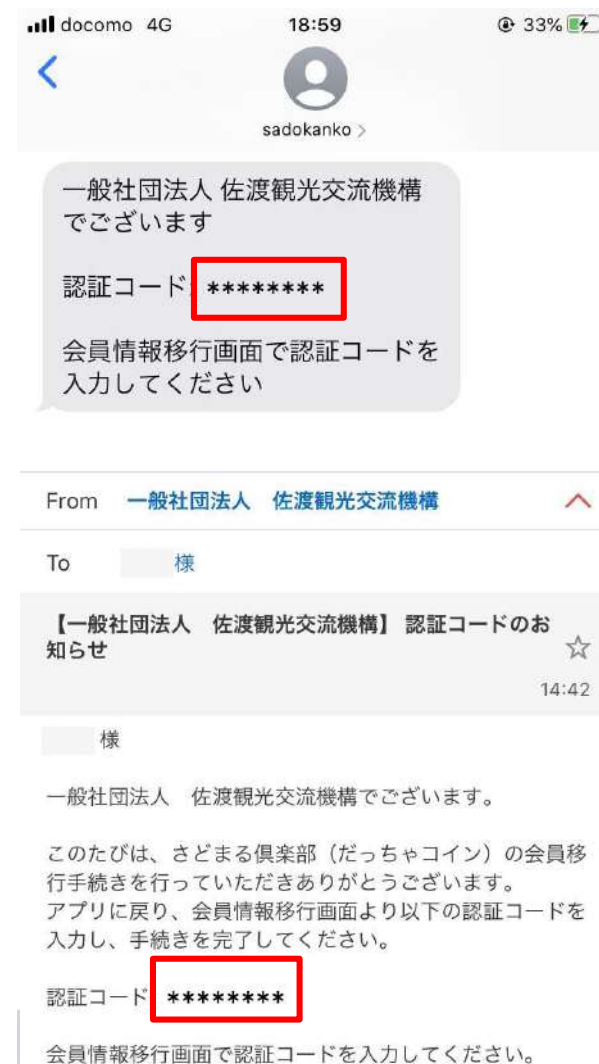 docomo 4G 18:59 33%
sadokanko >
一般社団法人 佐渡観光交流機構
でございます
認証コード: ********
会員情報移行画面で認証コードを
入力してください
From 一般社団法人 佐渡観光交流機構
To 様
【一般社団法人 佐渡観光交流機構】 認証コードのお
知らせ
14:42
様
一般社団法人 佐渡観光交流機構でございます。
このたびは、さどまる倶楽部（だっちゃコイン）の会員移
行手続きを行っていただきありがとうございます。
アプリに戻り、会員情報移行画面より以下の認証コードを
入力し、手続きを完了してください。
認証コード ********
会員情報移行画面で認証コードを入力してください。